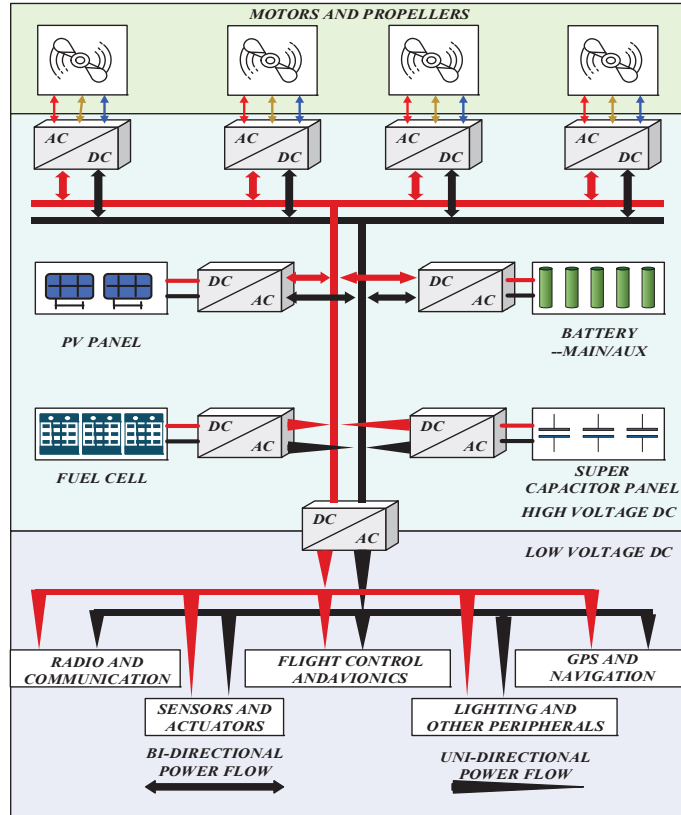 MOTORS AND PROPELLERS
AC
DC
AC
DC
AC
DC
AC
DC
DC
AC
DC
AC
PV PANEL
BATTERY
--MAIN/AUX
DC
AC
DC
AC
FUEL CELL
SUPER
CAPACITOR PANEL
HIGH VOLTAGE DC
DC
AC
LOW VOLTAGE DC
RADIO AND
COMMUNICATION
FLIGHT CONTROL
ANDAVIONICS
GPS AND
NAVIGATION
SENSORS AND
ACTUATORS
LIGHTING AND
OTHER PERIPHERALS
BI-DIRECTIONAL
POWER FLOW
UNI-DIRECTIONAL
POWER FLOW